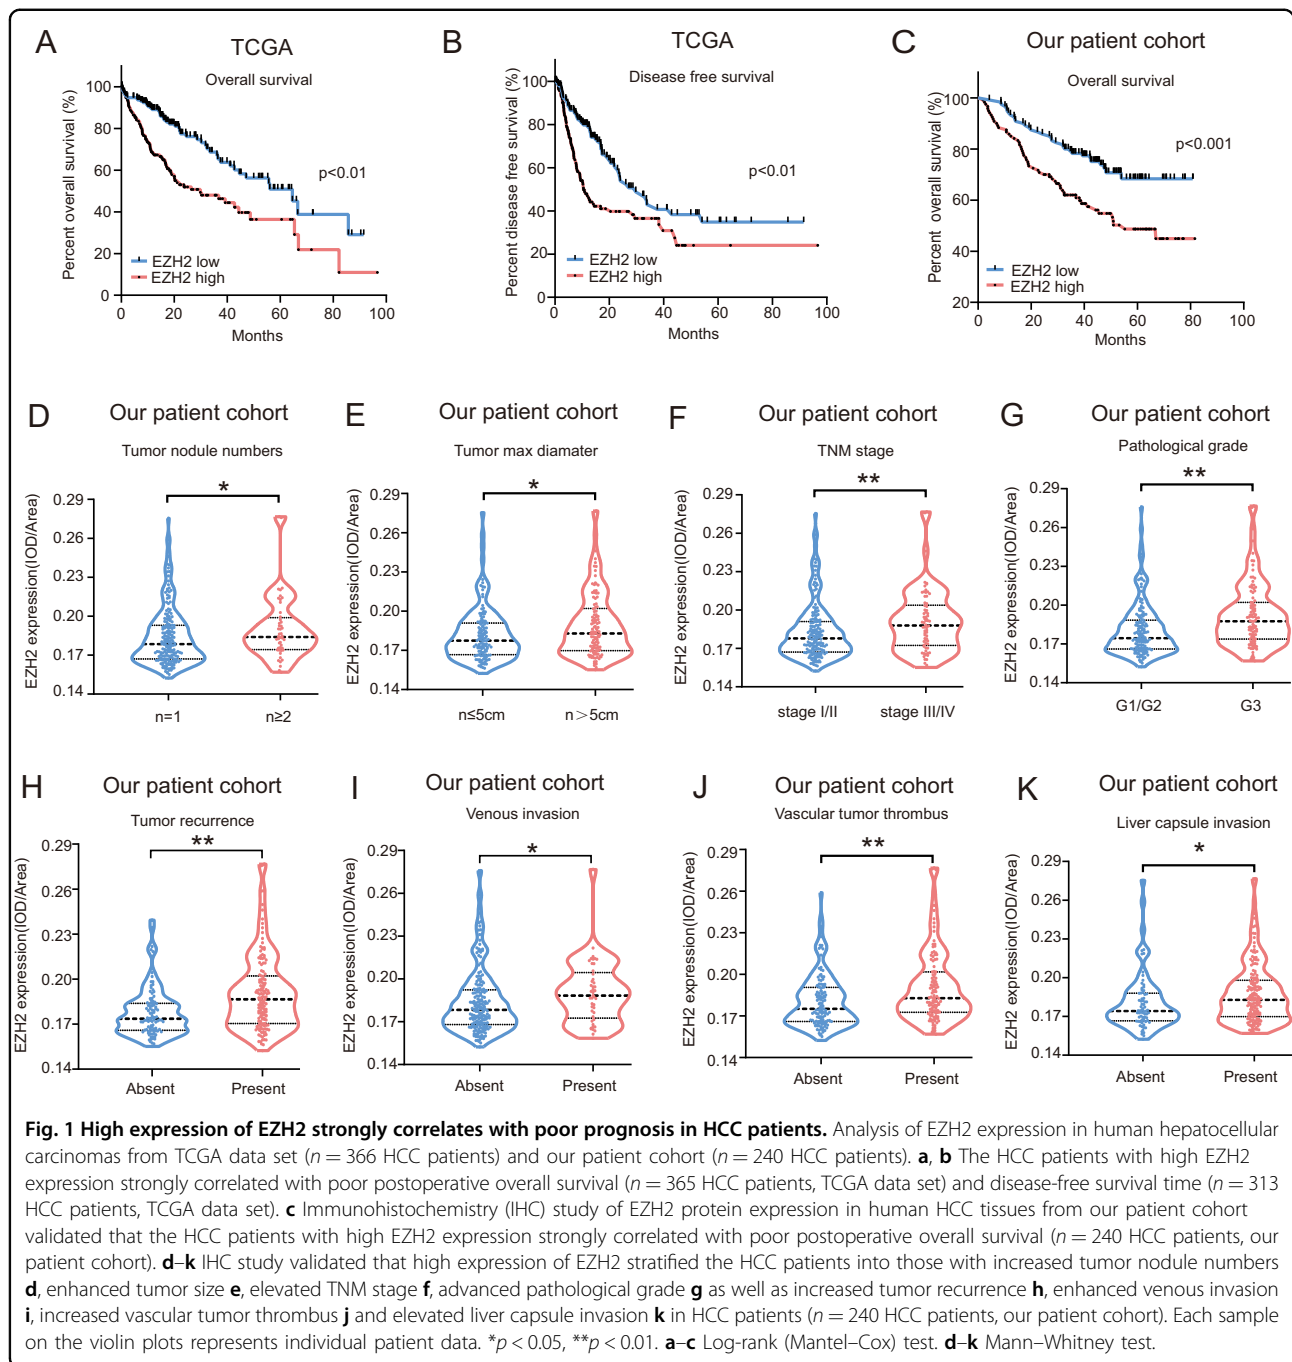 A
TCGA
Overall survival
Percent overall survival (%)
100
80
60
40
20
0
p<0.01
EZH2 low
EZH2 high
0 20 40 60 80 100
Months
B
TCGA
Disease free survival
Percent disease free survival (%)
100
80
60
40
20
0
p<0.01
EZH2 low
EZH2 high
0 20 40 60 80 100
Months
C
Our patient cohort
Overall survival
Percent overall survival (%)
100
80
60
40
20
p<0.001
EZH2 low
EZH2 high
0 20 40 60 80 100
Months
D
Our patient cohort
Tumor nodule numbers
*
EZH2 expression(IOD/Area)
0.29
0.26
0.23
0.20
0.17
0.14
n=1 n≥2
E
Our patient cohort
Tumor max diamater
*
EZH2 expression(IOD/Area)
0.29
0.26
0.23
0.20
0.17
0.14
n≤5cm n>5cm
F
Our patient cohort
TNM stage
**
EZH2 expression(IOD/Area)
0.29
0.26
0.23
0.20
0.17
0.14
stage I/II stage III/IV
G
Our patient cohort
Pathological grade
**
EZH2 expression(IOD/Area)
0.29
0.26
0.23
0.20
0.17
0.14
G1/G2 G3
H
Our patient cohort
Tumor recurrence
**
EZH2 expression(IOD/Area)
0.29
0.26
0.23
0.20
0.17
0.14
Absent Present
I
Our patient cohort
Venous invasion
*
EZH2 expression(IOD/Area)
0.29
0.26
0.23
0.20
0.17
0.14
Absent Present
J
Our patient cohort
Vascular tumor thrombus
**
EZH2 expression(IOD/Area)
0.29
0.26
0.23
0.20
0.17
0.14
Absent Present
K
Our patient cohort
Liver capsule invasion
*
EZH2 expression(IOD/Area)
0.29
0.26
0.23
0.20
0.17
0.14
Absent Present
Fig. 1 High expression of EZH2 strongly correlates with poor prognosis in HCC patients. Analysis of EZH2 expression in human hepatocellular
carcinomas from TCGA data set (n = 366 HCC patients) and our patient cohort (n = 240 HCC patients). a, b The HCC patients with high EZH2
expression strongly correlated with poor postoperative overall survival (n = 365 HCC patients, TCGA data set) and disease-free survival time (n = 313
HCC patients, TCGA data set). c Immunohistochemistry (IHC) study of EZH2 protein expression in human HCC tissues from our patient cohort
validated that the HCC patients with high EZH2 expression strongly correlated with poor postoperative overall survival (n = 240 HCC patients, our
patient cohort). d–k IHC study validated that high expression of EZH2 stratified the HCC patients into those with increased tumor nodule numbers
d, enhanced tumor size e, elevated TNM stage f, advanced pathological grade g as well as increased tumor recurrence h, enhanced venous invasion
i, increased vascular tumor thrombus j and elevated liver capsule invasion k in HCC patients (n = 240 HCC patients, our patient cohort). Each sample
on the violin plots represents individual patient data. *p < 0.05, **p < 0.01. a–c Log-rank (Mantel–Cox) test. d–k Mann–Whitney test.